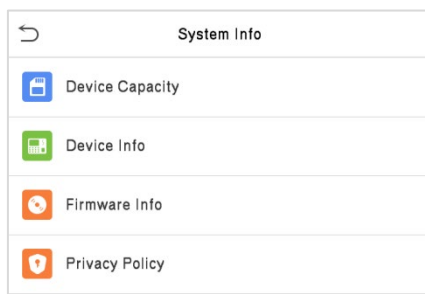 System Info
Device Capacity
Device Info
Firmware Info
Privacy Policy